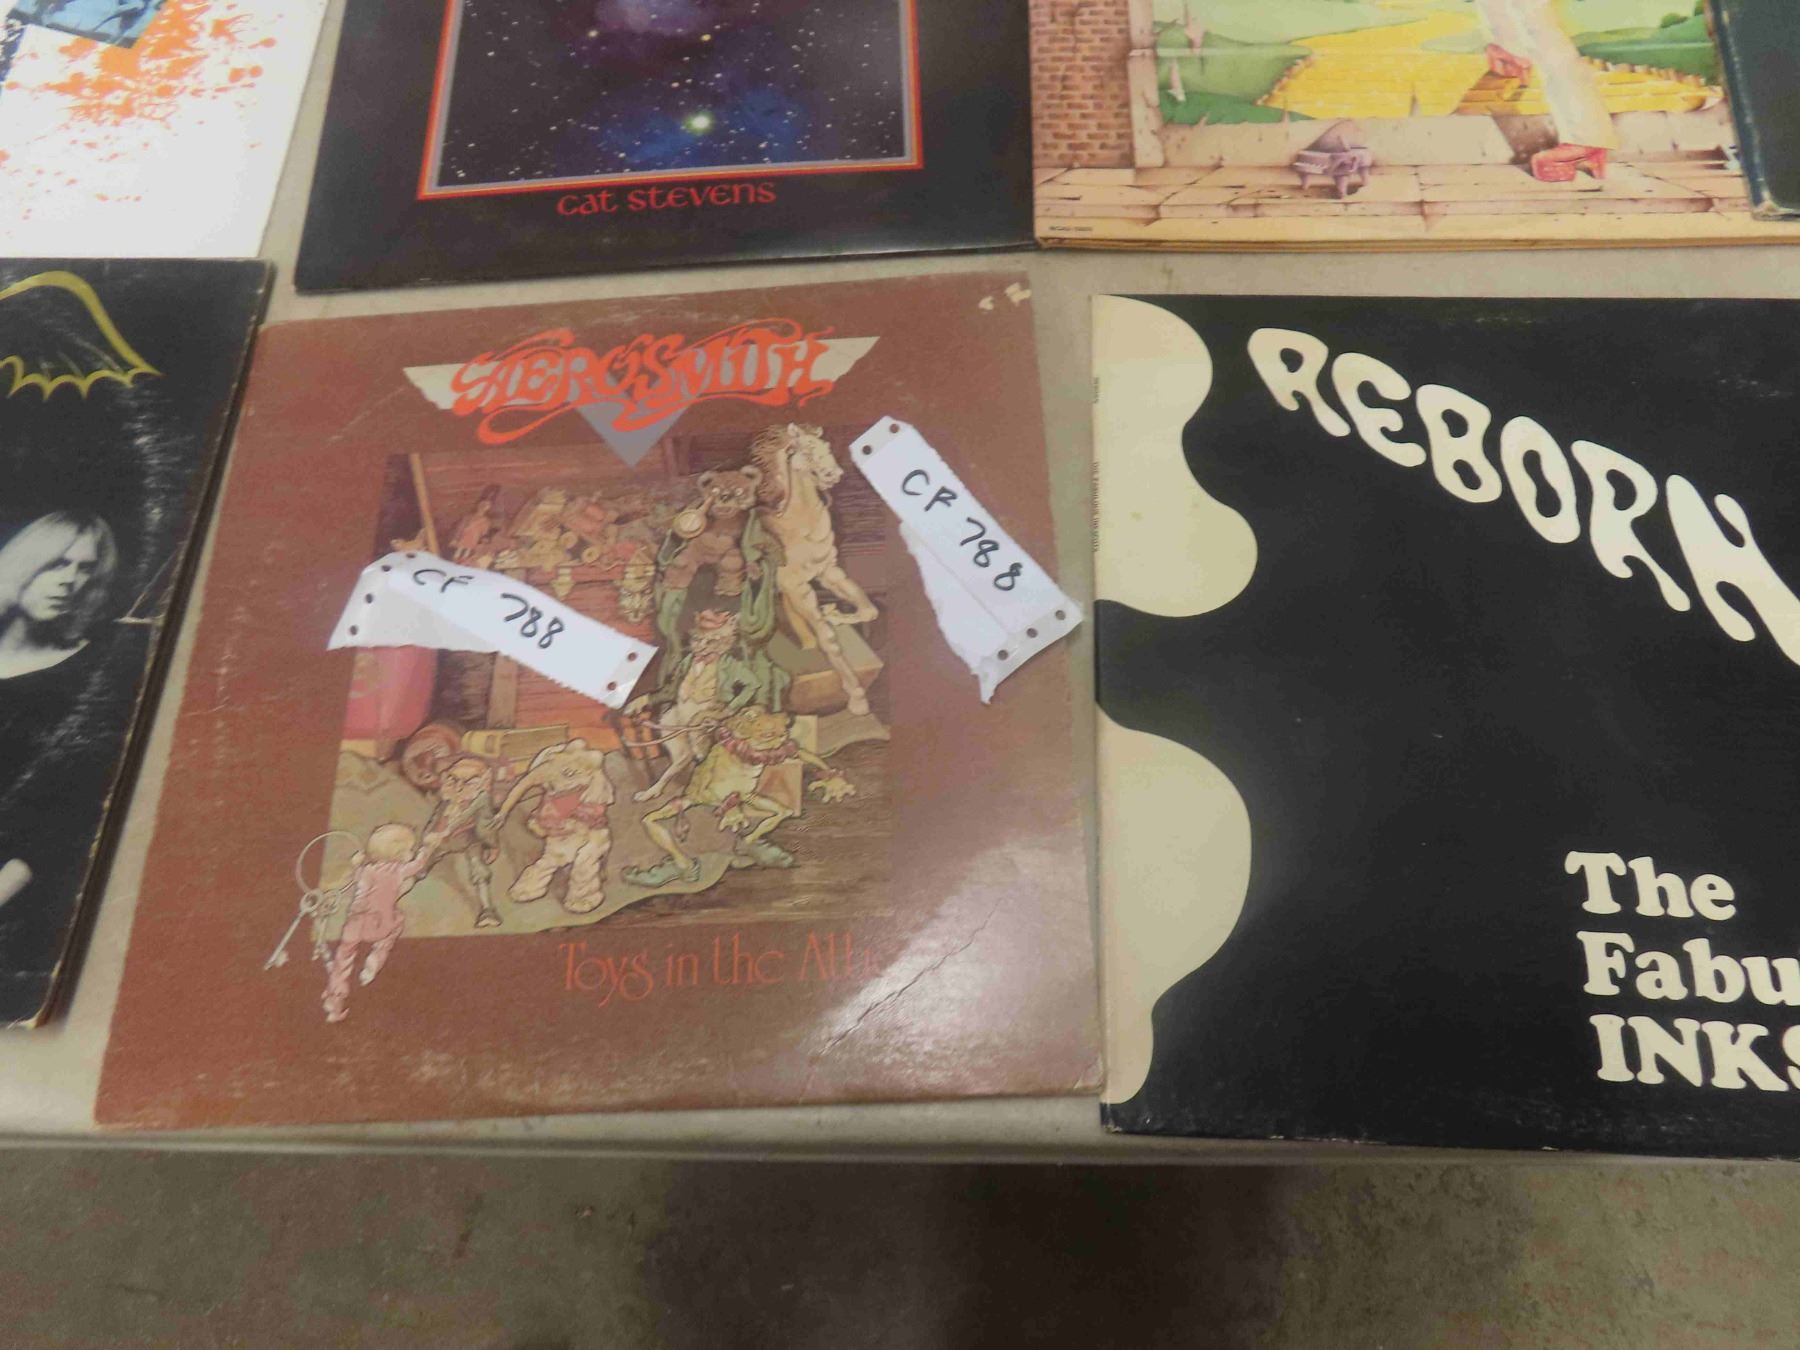 cat stevens
AEROSMITH
CF 788
CF 788
Toys in the Attic
REBORN
The
Fabu
INKS